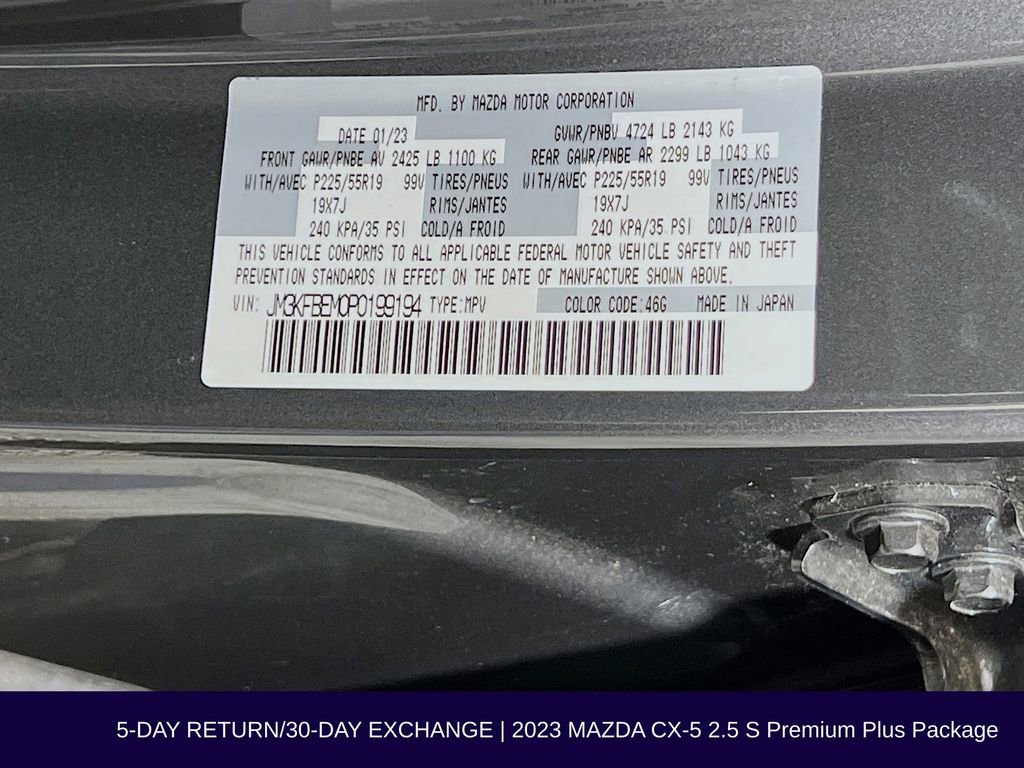 MFD. BY MAZDA MOTOR CORPORATION
DATE 01/23 GVWR/PNBV 4724 LB 2143 KG
FRONT GAWR/PNBE AV 2425 LB 1100 KG REAR GAWR/PNBE AR 2299 LB 1043 KG
WITH/AVEC P225/55R19 99V TIRES/PNEUS WITH/AVEC P225/55R19 99V TIRES/PNEUS
19X7J RIMS/JANTES 19X7J RIMS/JANTES
240 KPA/35 PSI COLD/A FROID 240 KPA/35 PSI COLD/A FROID
THIS VEHICLE CONFORMS TO ALL APPLICABLE FEDERAL MOTOR VEHICLE SAFETY AND THEFT
PREVENTION STANDARDS IN EFFECT ON THE DATE OF MANUFACTURE SHOWN ABOVE.
VIN: JM3KFBEM0P0199194 TYPE:MPV COLOR CODE:46G MADE IN JAPAN
5-DAY RETURN/30-DAY EXCHANGE | 2023 MAZDA CX-5 2.5 S Premium Plus Package